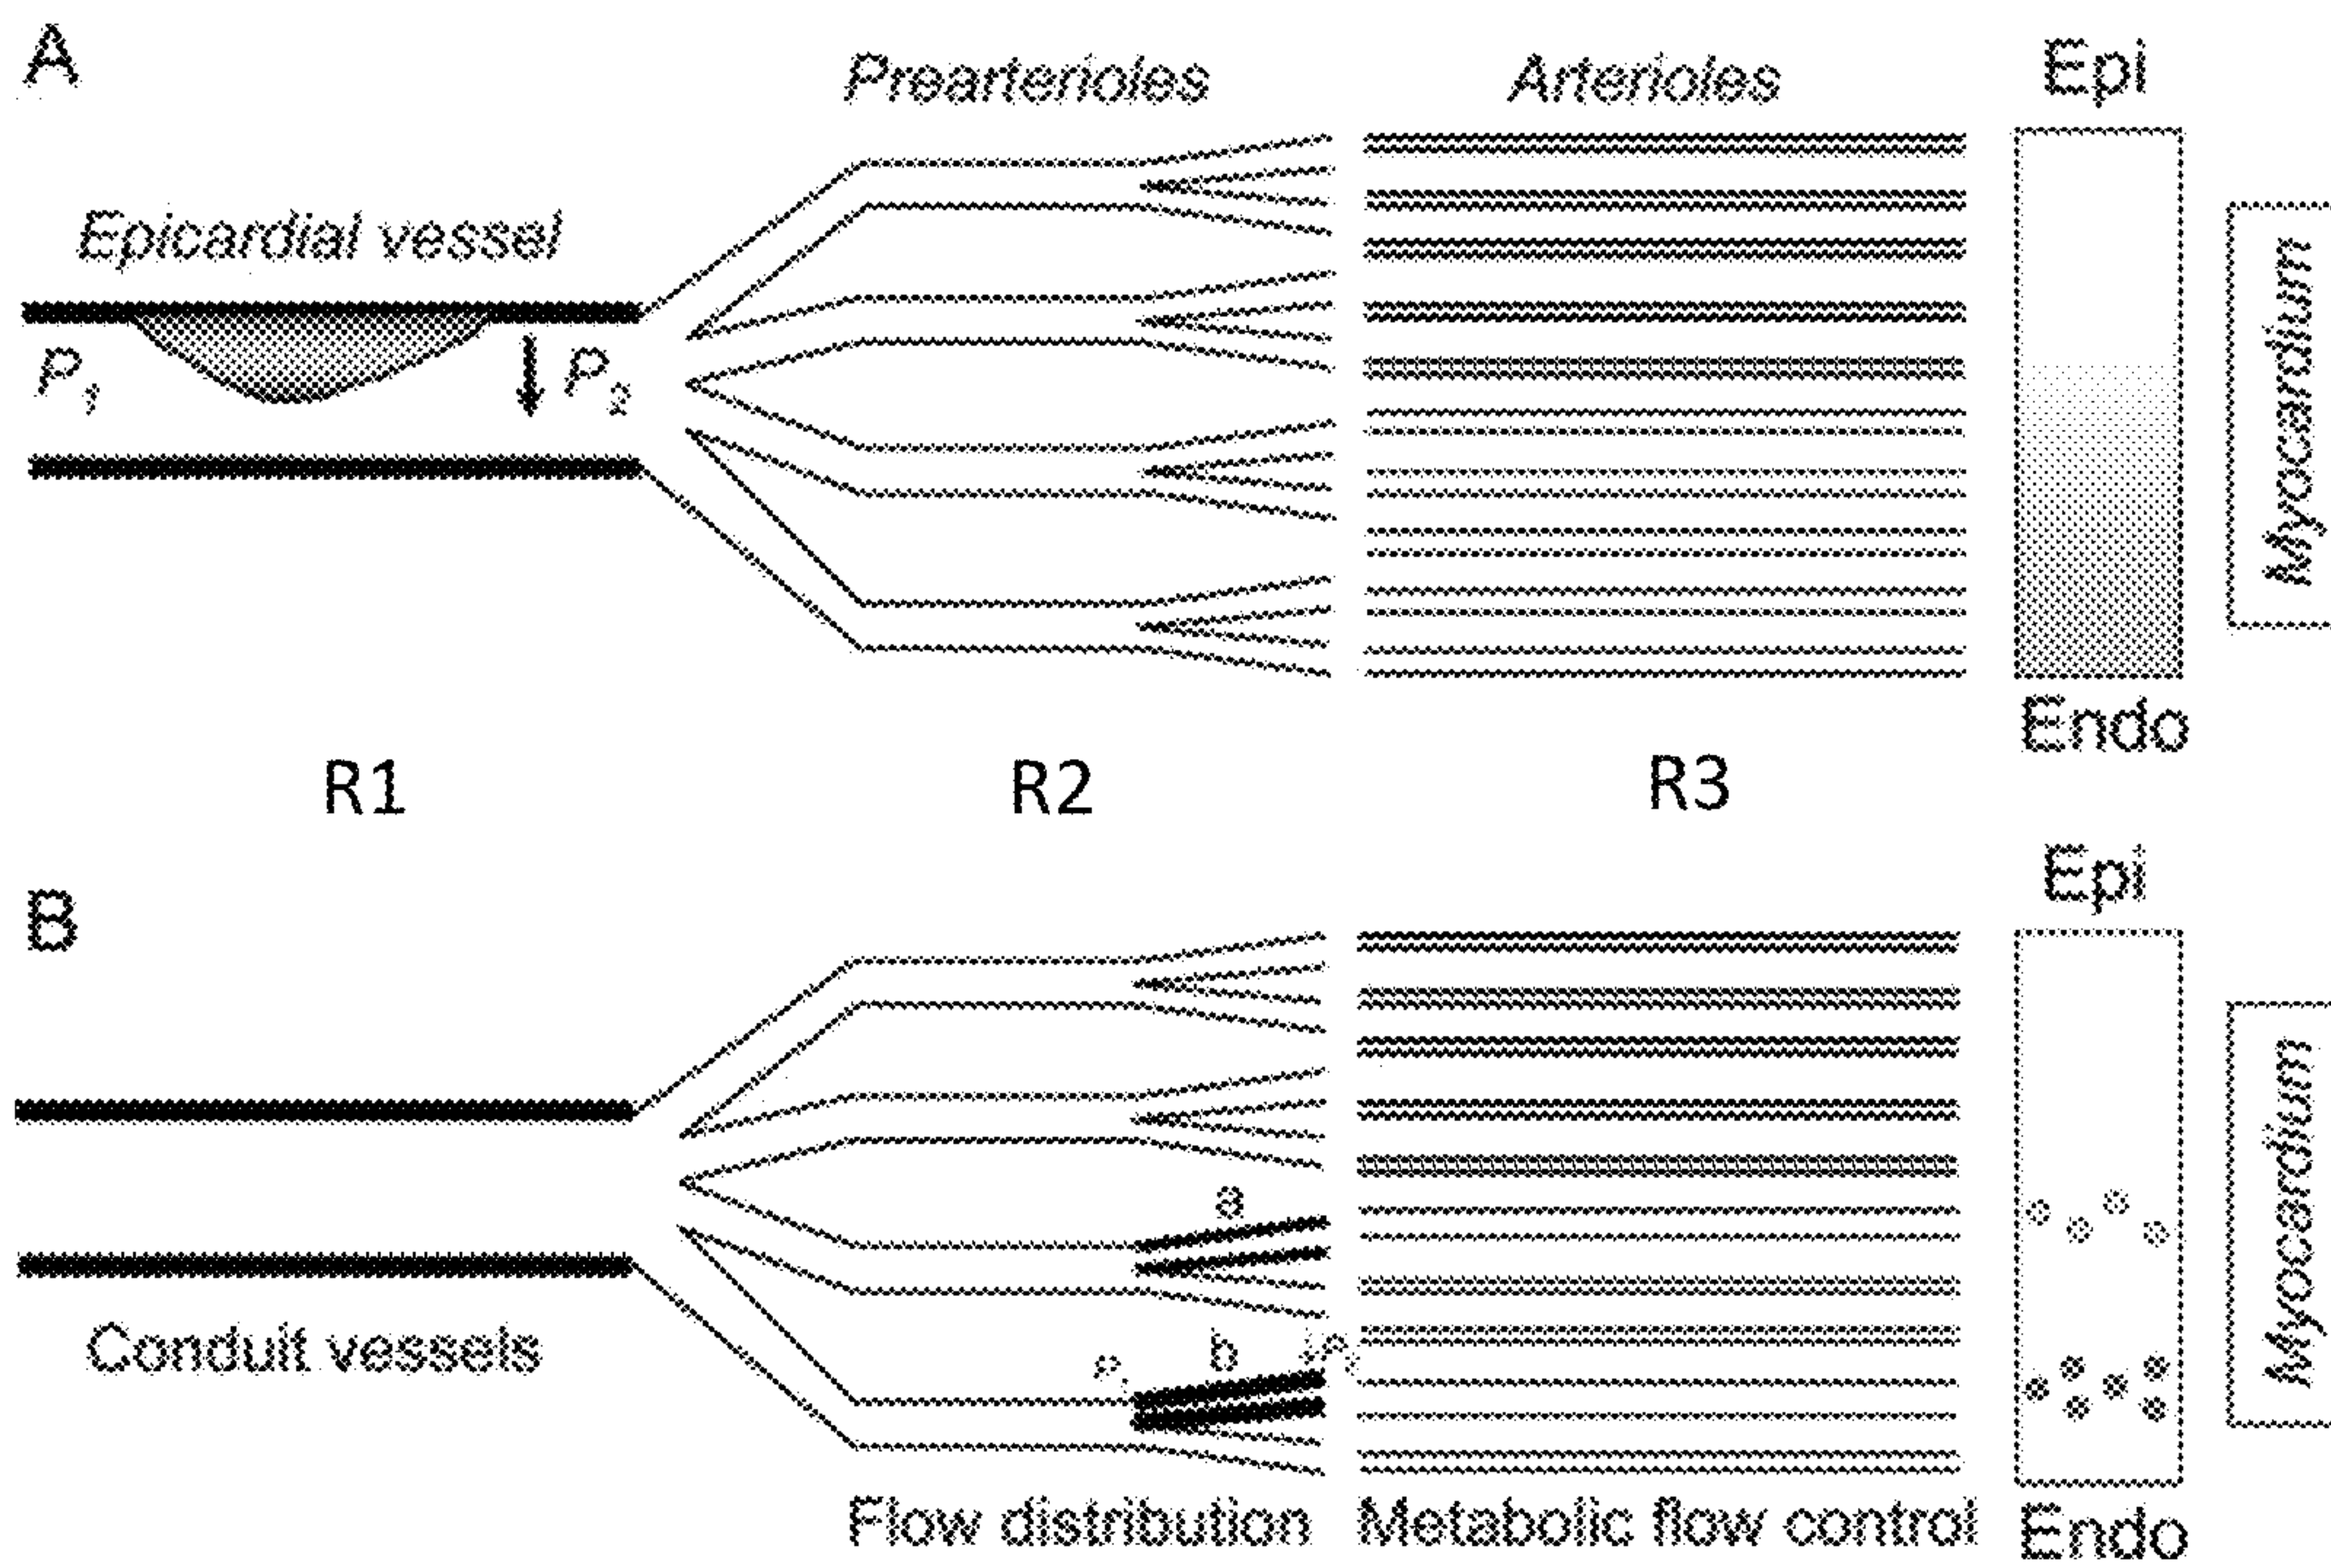 A
Prearterioles
Arterioles
Epi
Epicardial vessel
P1
P2
Myocardium
Endo
R1
R2
R3
Epi
B
a
Conduit vessels
P1
b
Myocardium
Flow distribution
Metabolic flow control
Endo